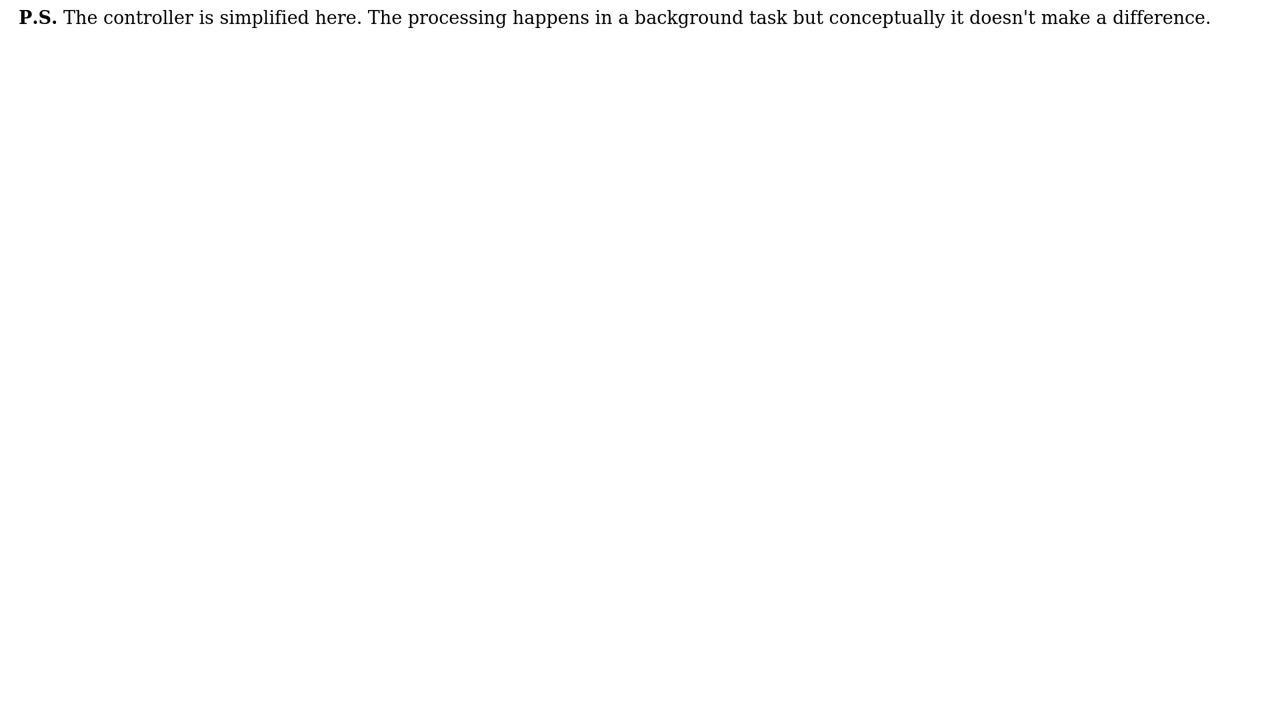 P.S. The controller is simplified here. The processing happens in a background task but conceptually it doesn't make a difference.